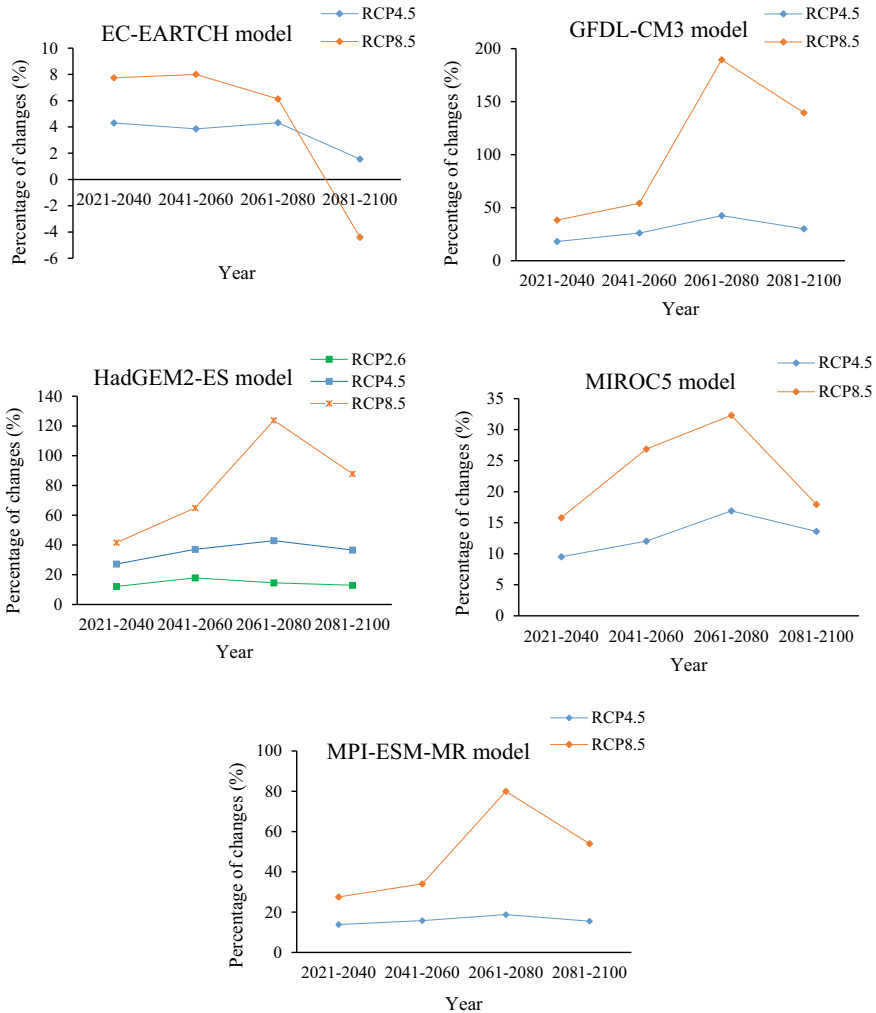 EC-EARTCH model
RCP4.5
RCP8.5
Percentage of changes (%)
10
8
6
4
2
0
-2
-4
-6
2021-2040 2041-2060 2061-2080 2081-2100
Year
GFDL-CM3 model
RCP4.5
RCP8.5
Percentage of changes (%)
200
150
100
50
0
2021-2040 2041-2060 2061-2080 2081-2100
Year
HadGEM2-ES model
RCP2.6
RCP4.5
RCP8.5
Percentage of changes (%)
140
120
100
80
60
40
20
0
2021-2040 2041-2060 2061-2080 2081-2100
Year
MIROC5 model
RCP4.5
RCP8.5
Percentage of changes (%)
35
30
25
20
15
10
5
0
2021-2040 2041-2060 2061-2080 2081-2100
Year
MPI-ESM-MR model
RCP4.5
RCP8.5
Percentage of changes (%)
100
80
60
40
20
0
2021-2040 2041-2060 2061-2080 2081-2100
Year